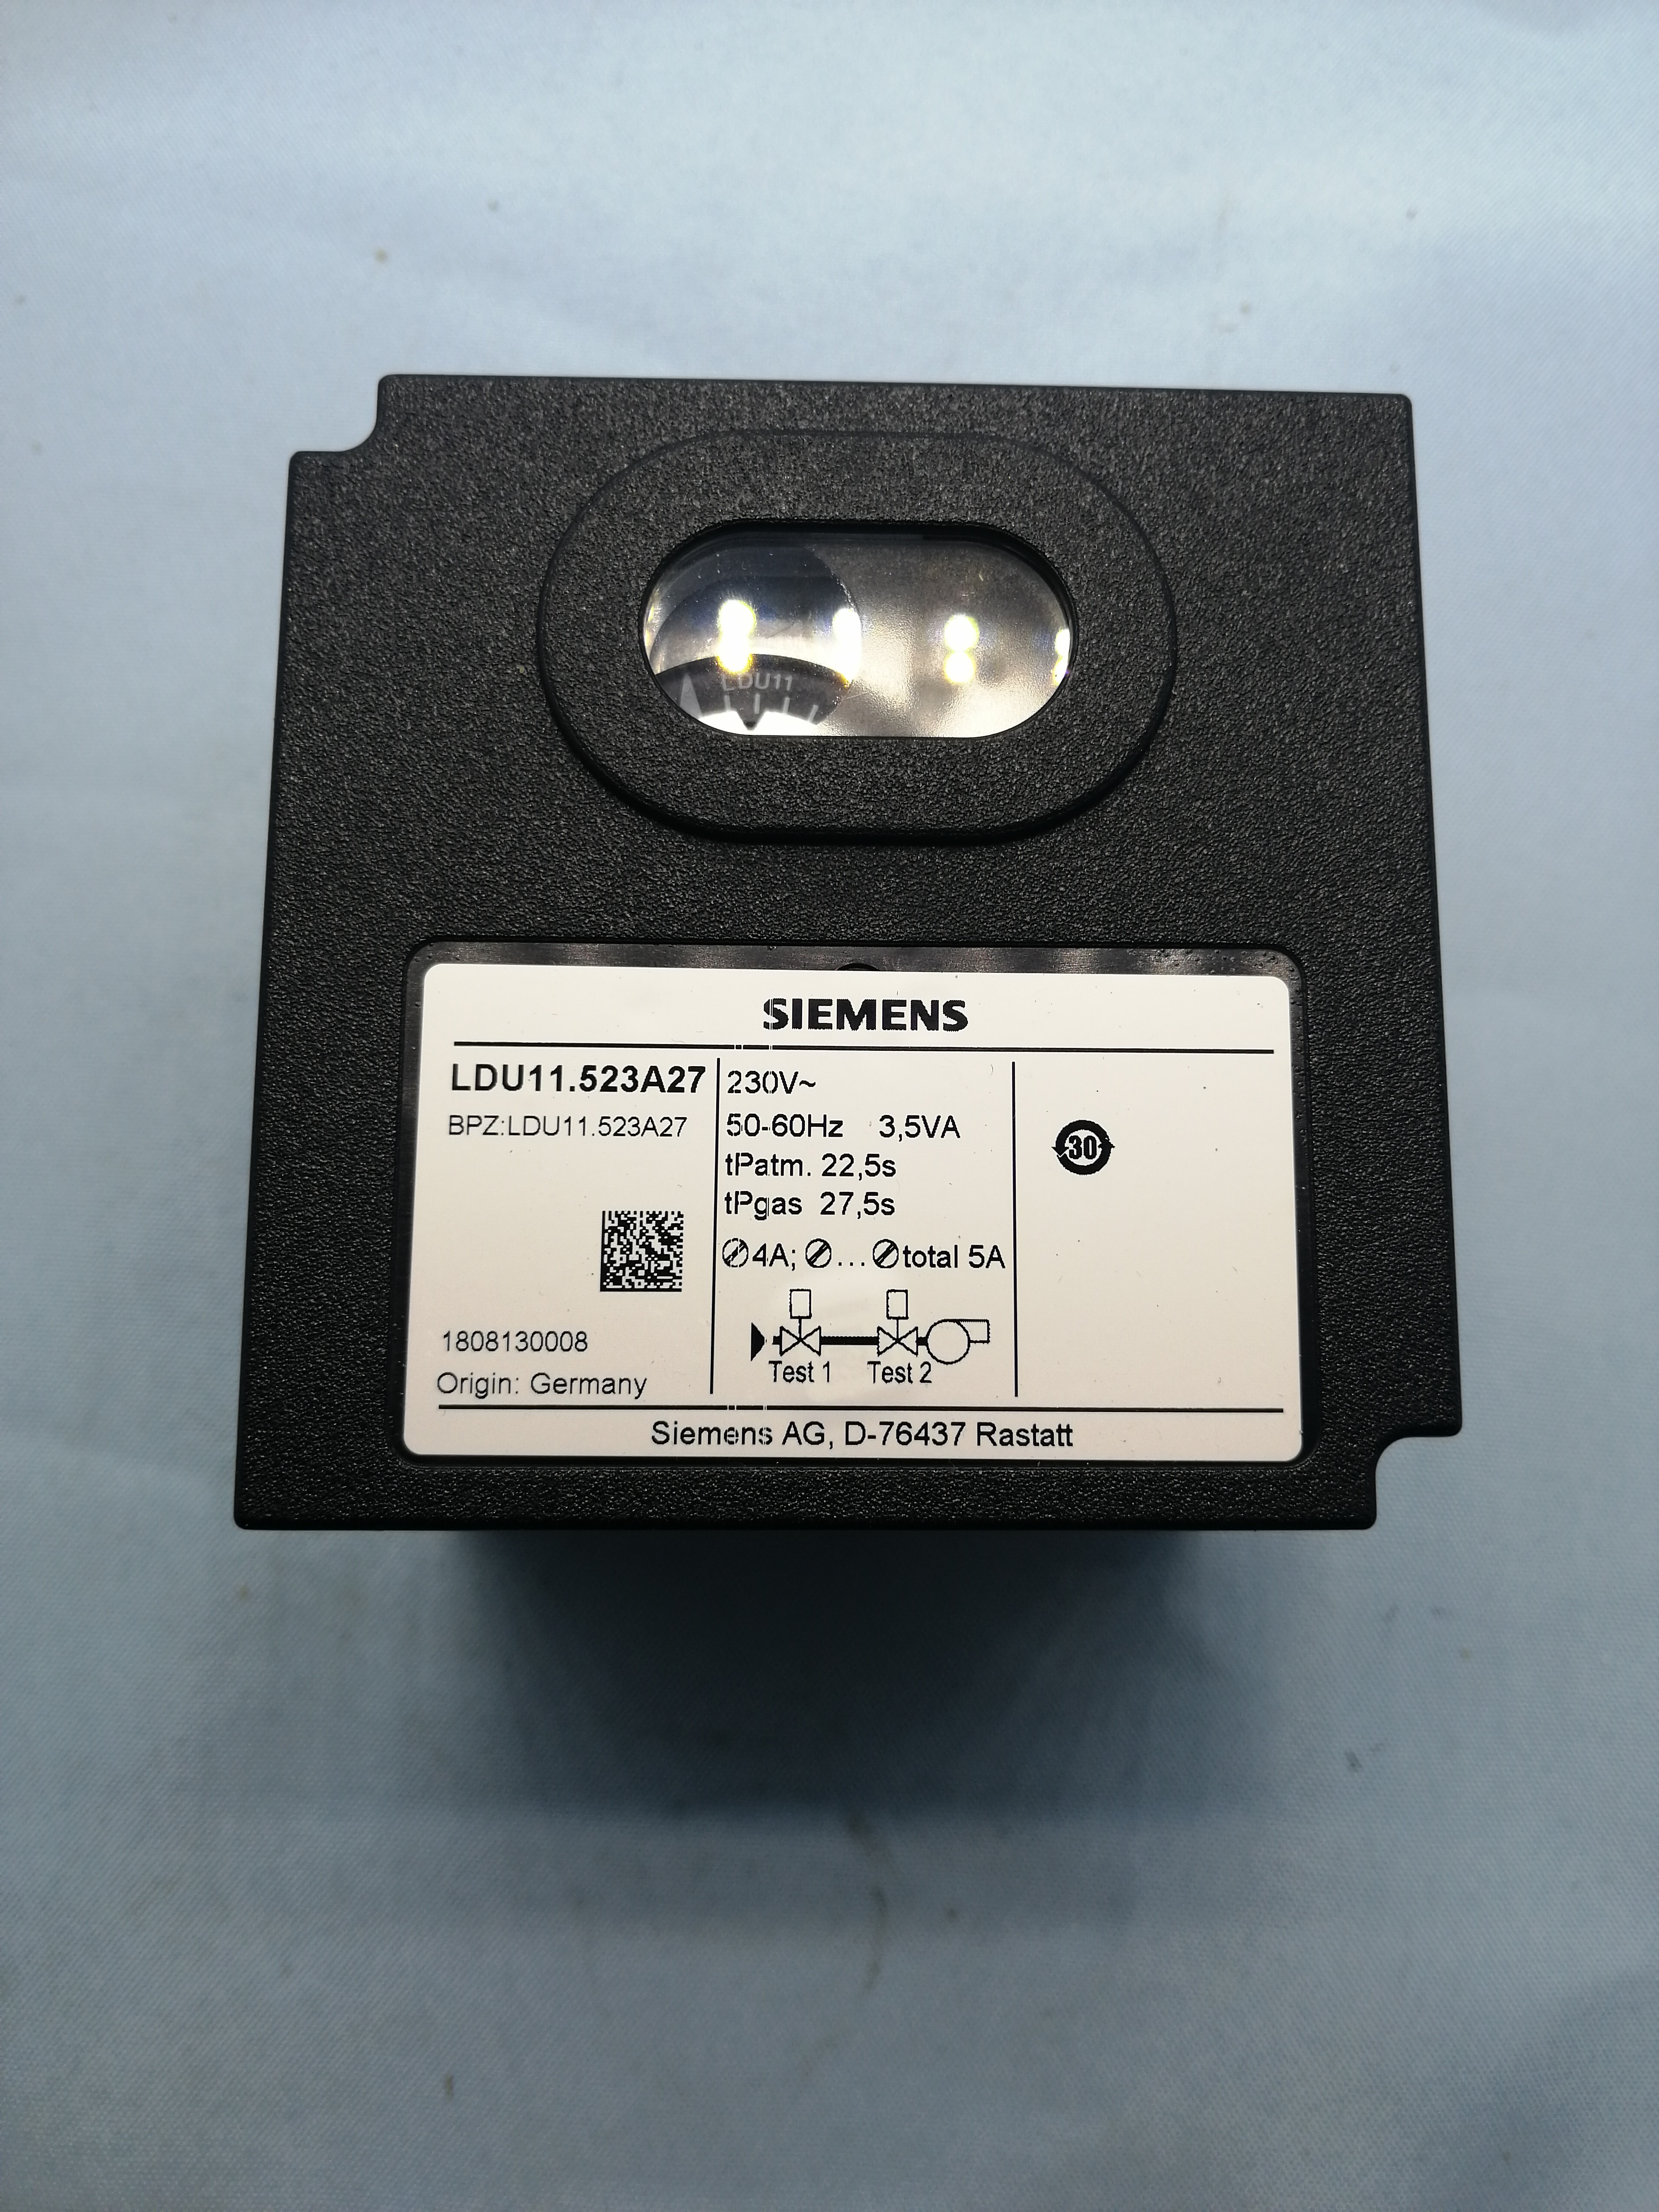 LDU11
SIEMENS
LDU11.523A27
BPZ:LDU11.523A27
1808130008
Origin: Germany
230V~
50-60Hz 3,5VA
tPatm. 22,5s
tPgas 27,5s
⊘4A; ⊘...⊘total 5A
Test 1 Test 2
30
Siemens AG, D-76437 Rastatt